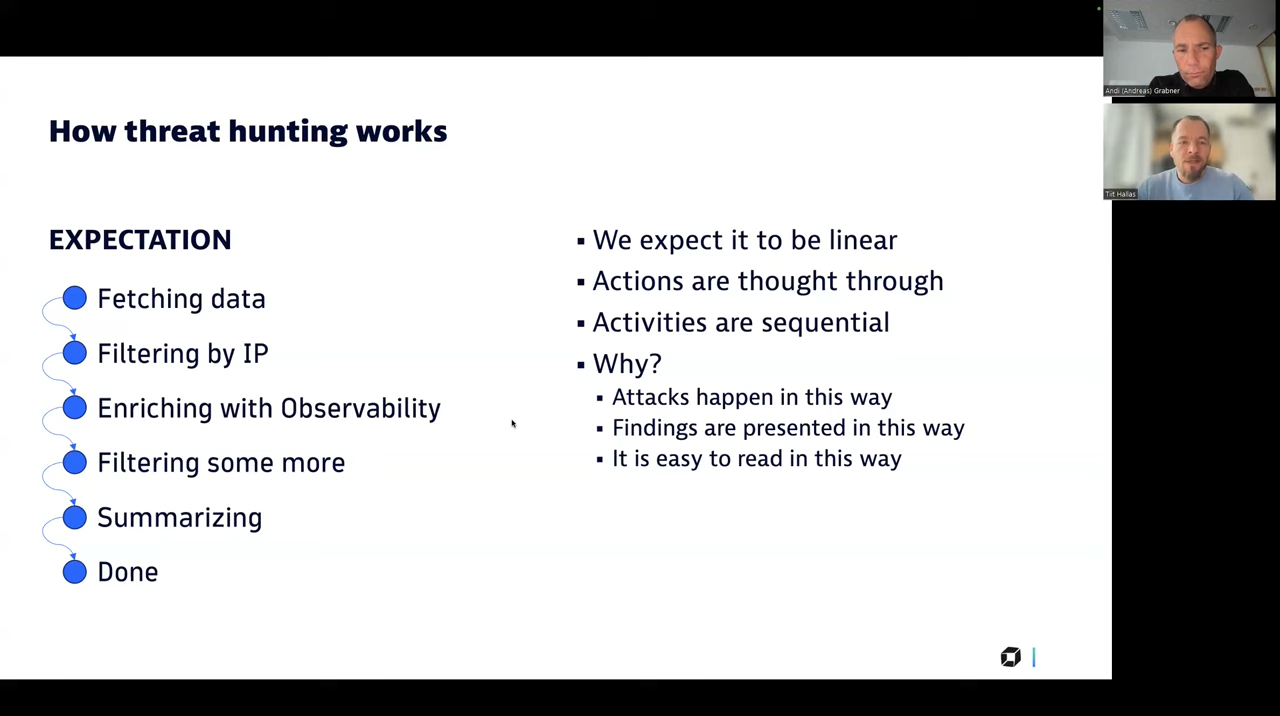 How threat hunting works
EXPECTATION
Fetching data
Filtering by IP
Enriching with Observability
Filtering some more
Summarizing
Done
▪ We expect it to be linear
▪ Actions are thought through
▪ Activities are sequential
▪ Why?
▪ Attacks happen in this way
▪ Findings are presented in this way
▪ It is easy to read in this way
Andi (Andreas) Grabner
Tiit Hallas